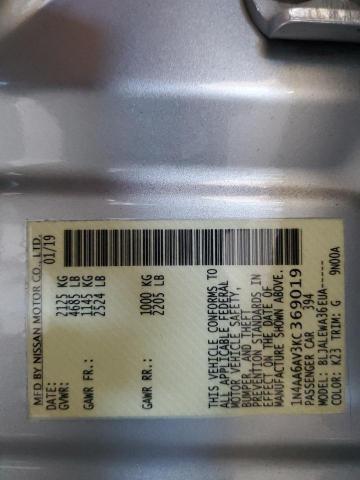 MFD BY NISSAN MOTOR CO., LTD
DATE: 01/19
GVWR: 2125 KG
4685 LB
GAWR FR.: 1145 KG
2524 LB
GAWR RR.: 1000 KG
2205 LB
THIS VEHICLE CONFORMS TO
ALL APPLICABLE FEDERAL
MOTOR VEHICLE SAFETY,
BUMPER, AND THEFT
PREVENTION STANDARDS IN
EFFECT ON THE DATE OF
MANUFACTURE SHOWN ABOVE.
1N4AA6AV3KC369019
PASSENGER CAR 394
MODEL: BLJALEWA36EUA-----
COLOR: K23 TRIM: G 9N00A